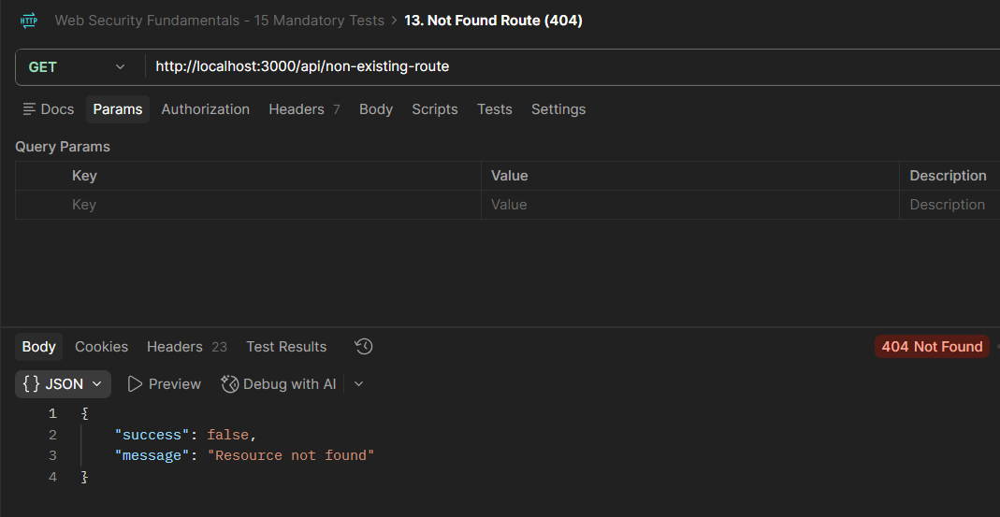 HTTP Web Security Fundamentals - 15 Mandatory Tests > 13. Not Found Route (404)
GET http://localhost:3000/api/non-existing-route
Docs Params Authorization Headers 7 Body Scripts Tests Settings
Query Params
Key Value Description
Key Value Description
Body Cookies Headers 23 Test Results 404 Not Found
{} JSON Preview Debug with AI
1 {
2 "success": false,
3 "message": "Resource not found"
4 }